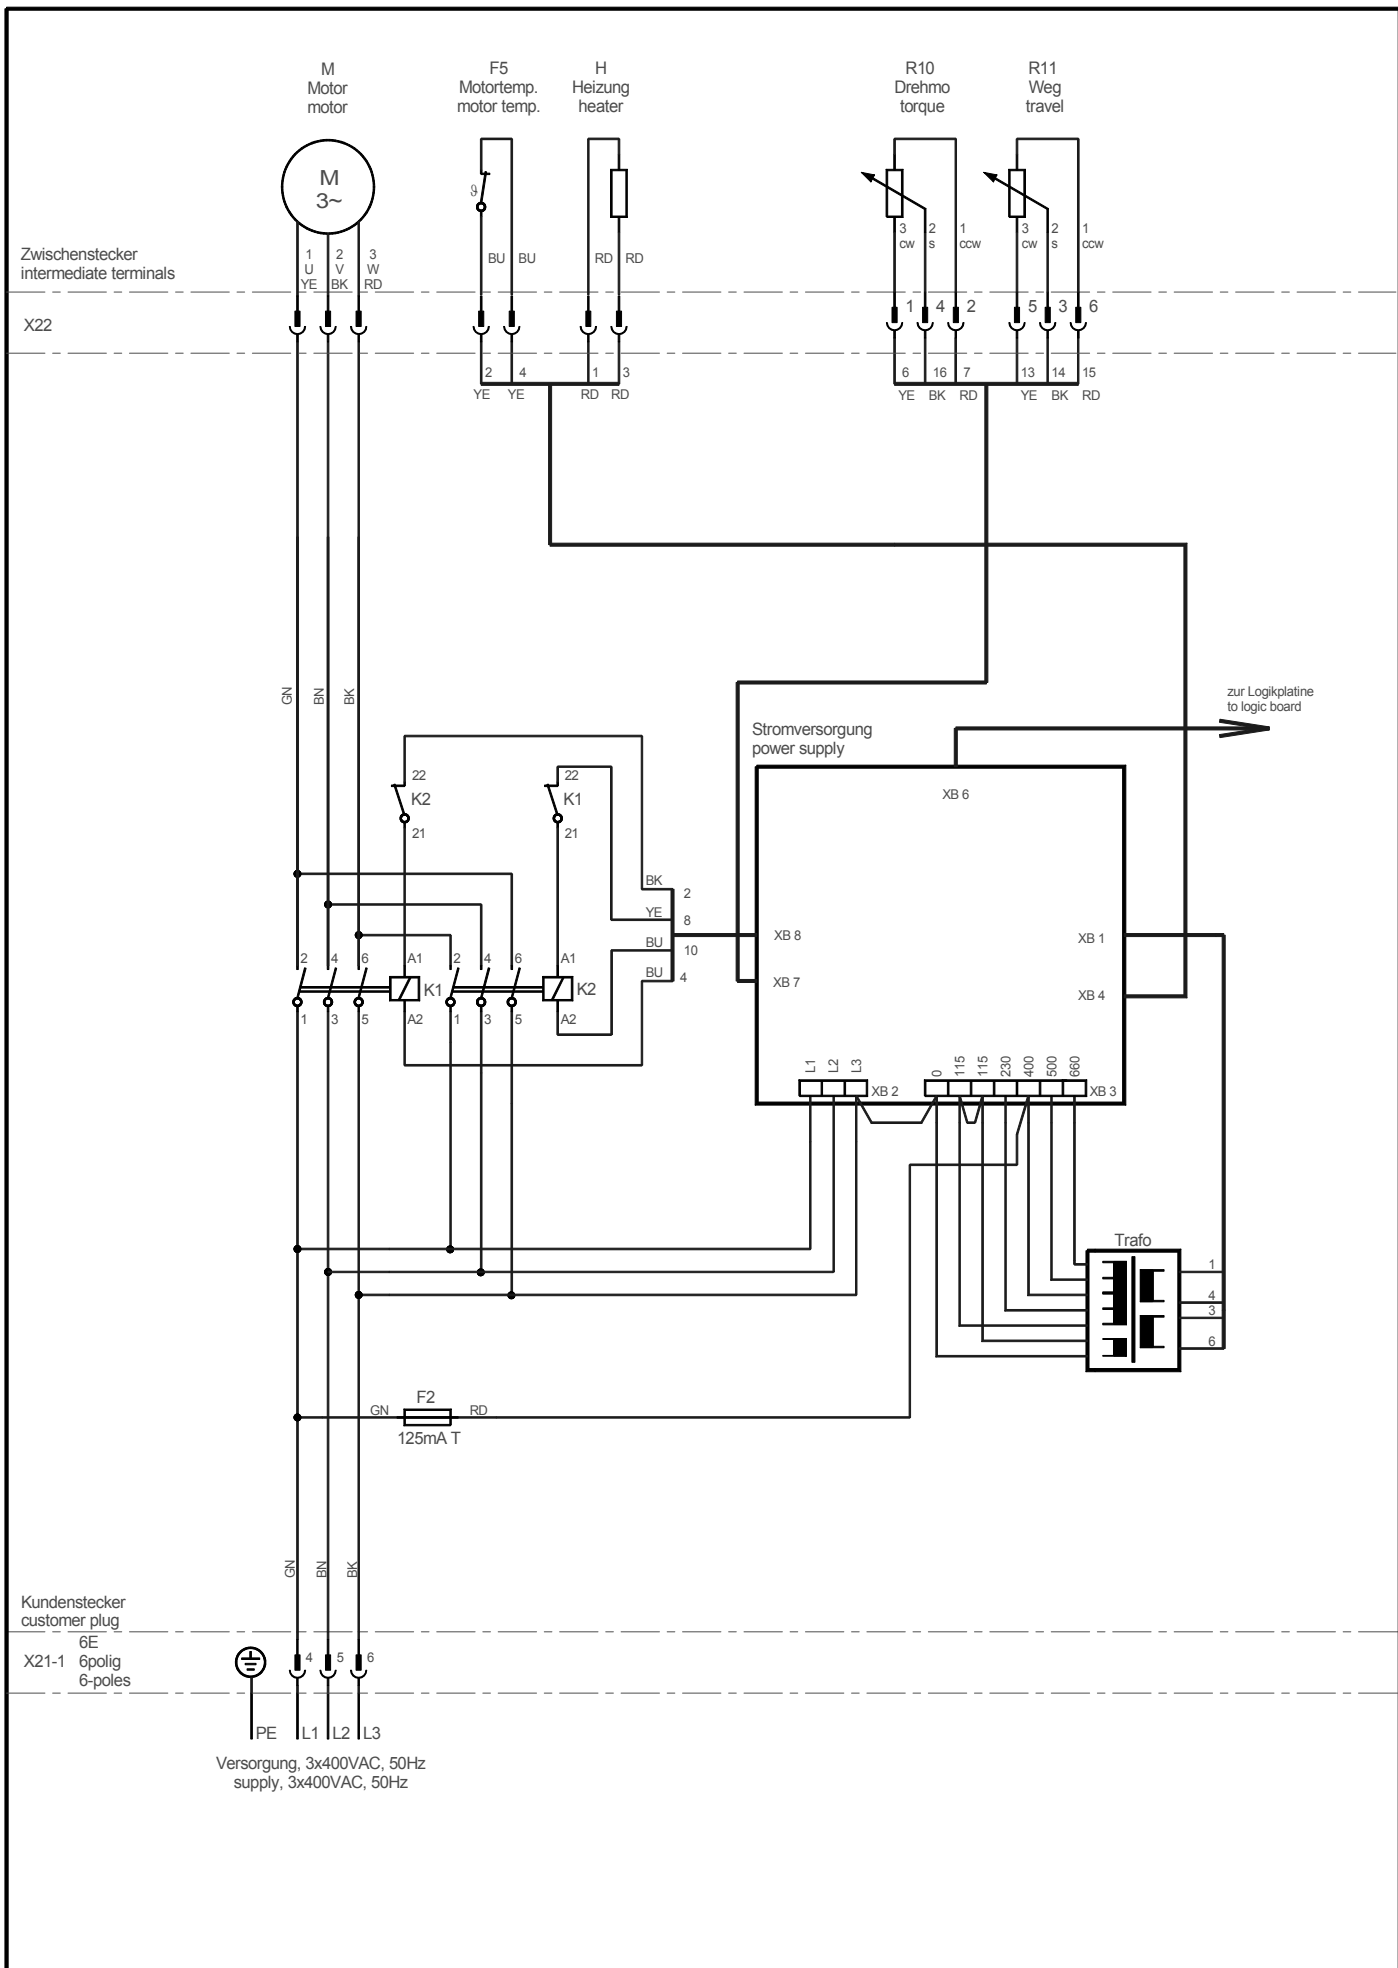 M
Motor
motor
F5
Motortemp.
motor temp.
H
Heizung
heater
R10
Drehmo
torque
R11
Weg
travel
M
3~
ϑ
3
cw
2
s
1
ccw
3
cw
2
s
1
ccw
Zwischenstecker
intermediate terminals
1
U
YE
2
V
BK
3
W
RD
BU BU
RD RD
X22
1 4 2
5 3 6
2 4
1 3
6 16 7
13 14 15
YE YE
RD RD
YE BK RD
YE BK RD
GN
BN
BK
zur Logikplatine
to logic board
Stromversorgung
power supply
XB 6
22
K2
21
22
K1
21
BK
2
YE
8
BU
10
BU
4
XB 8
XB 7
XB 1
XB 4
2 4 6
A1
K1
A2
1 3 5
2 4 6
A1
K2
A2
1 3 5
L1
L2
L3
XB 2
0
115
115
230
400
500
660
XB 3
Trafo
1
4
3
6
F2
GN
RD
125mA T
GN
BN
BK
Kundenstecker
customer plug
X21-1
6E
6polig
6-poles
4 5 6
PE L1 L2 L3
Versorgung, 3x400VAC, 50Hz
supply, 3x400VAC, 50Hz